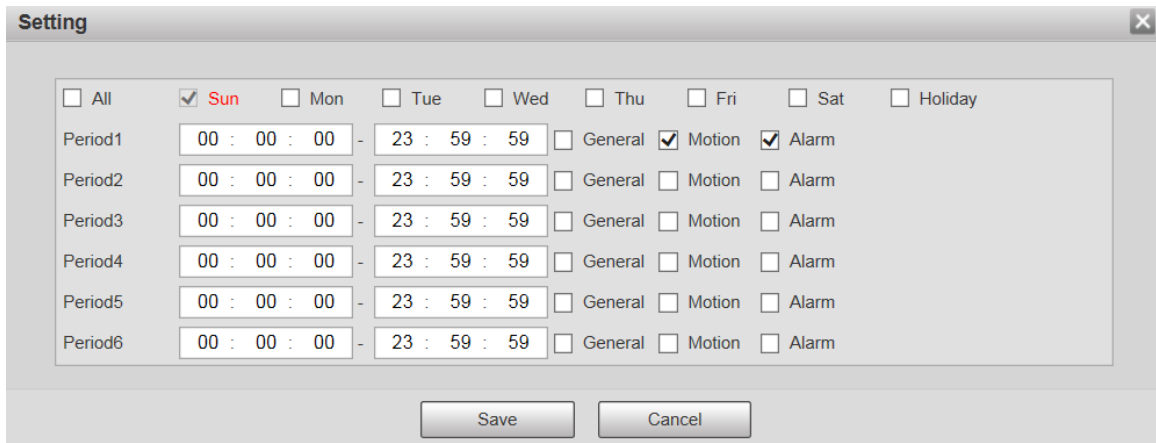 Setting
All Sun Mon Tue Wed Thu Fri Sat Holiday
Period1 00 : 00 : 00 - 23 : 59 : 59 General Motion Alarm
Period2 00 : 00 : 00 - 23 : 59 : 59 General Motion Alarm
Period3 00 : 00 : 00 - 23 : 59 : 59 General Motion Alarm
Period4 00 : 00 : 00 - 23 : 59 : 59 General Motion Alarm
Period5 00 : 00 : 00 - 23 : 59 : 59 General Motion Alarm
Period6 00 : 00 : 00 - 23 : 59 : 59 General Motion Alarm
Save Cancel